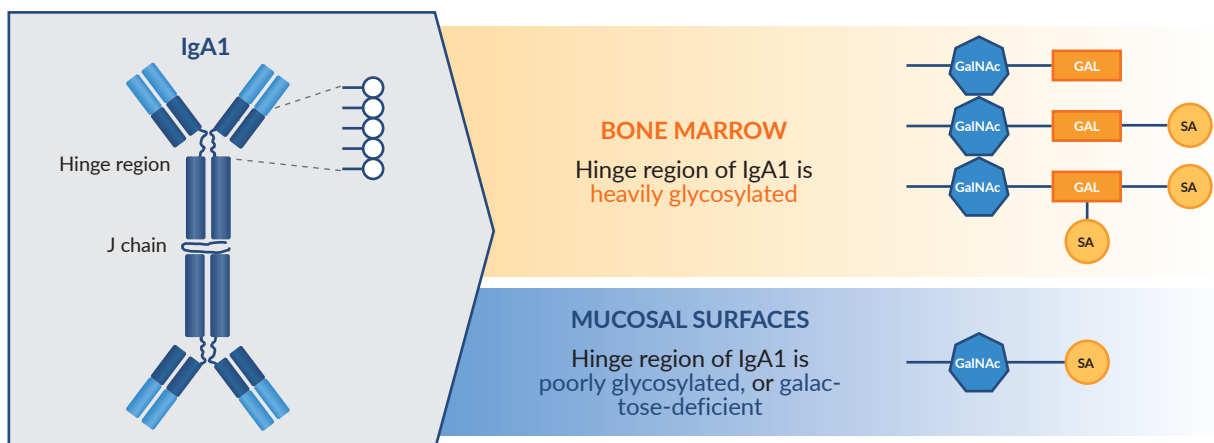 IgA1
Hinge region
J chain
BONE MARROW
Hinge region of IgA1 is
heavily glycosylated
GalNAc GAL
GalNAc GAL SA
GalNAc GAL SA
SA
MUCOSAL SURFACES
Hinge region of IgA1 is
poorly glycosylated, or galac-
tose-deficient
GalNAc SA